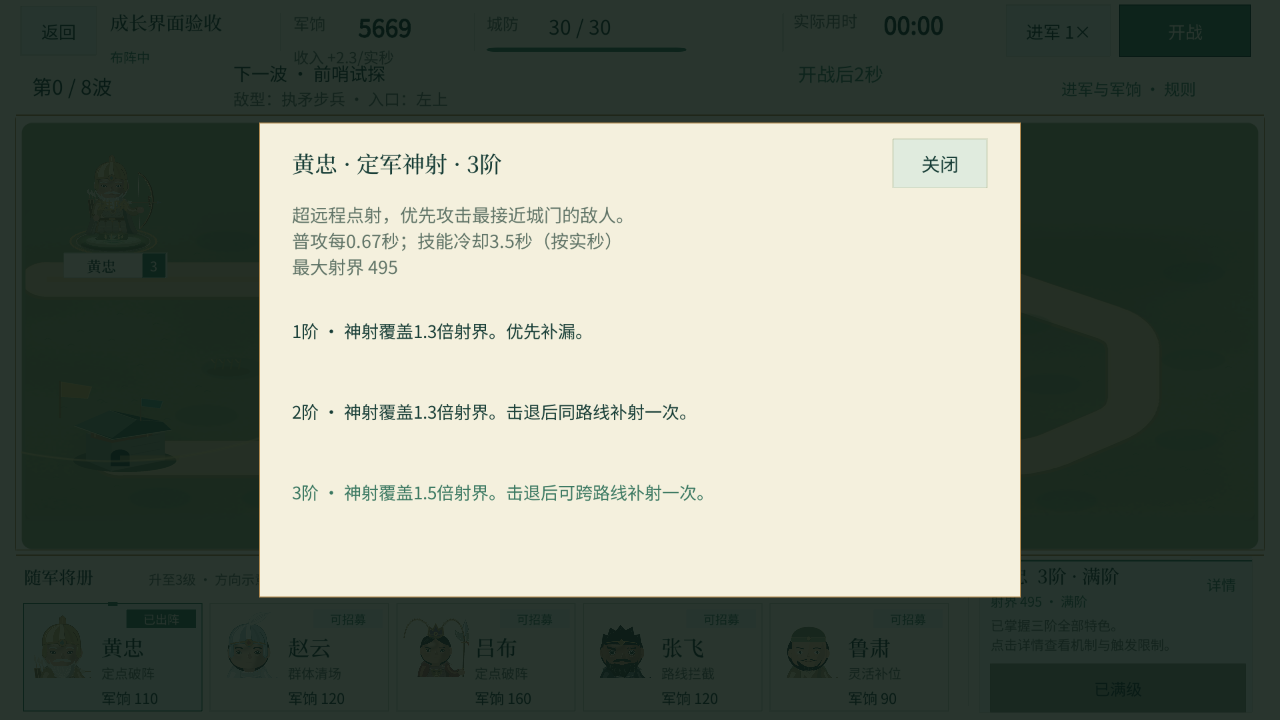 返回
成长界面验收
布阵中
军饷
5669
收入 +2.3/实秒
城防
30 / 30
实际用时
00:00
进军 1×
开战
第0 / 8波
下一波 · 前哨试探
敌型：执矛步兵 · 入口：左上
开战后2秒
进军与军饷 · 规则
黄忠
3
黄忠 · 定军神射 · 3阶
关闭
超远程点射，优先攻击最接近城门的敌人。
普攻每0.67秒；技能冷却3.5秒（按实秒）
最大射界 495
1阶 · 神射覆盖1.3倍射界。优先补漏。
2阶 · 神射覆盖1.3倍射界。击退后同路线补射一次。
3阶 · 神射覆盖1.5倍射界。击退后可跨路线补射一次。
随军将册
升至3级 · 方向示
已出阵
黄忠
定点破阵
军饷 110
可招募
赵云
群体清场
军饷 120
可招募
吕布
定点破阵
军饷 160
可招募
张飞
路线拦截
军饷 120
可招募
鲁肃
灵活补位
军饷 90
3阶 · 满阶
详情
射界 495 · 满阶
已掌握三阶全部特色。
点击详情查看机制与触发限制。
已满级